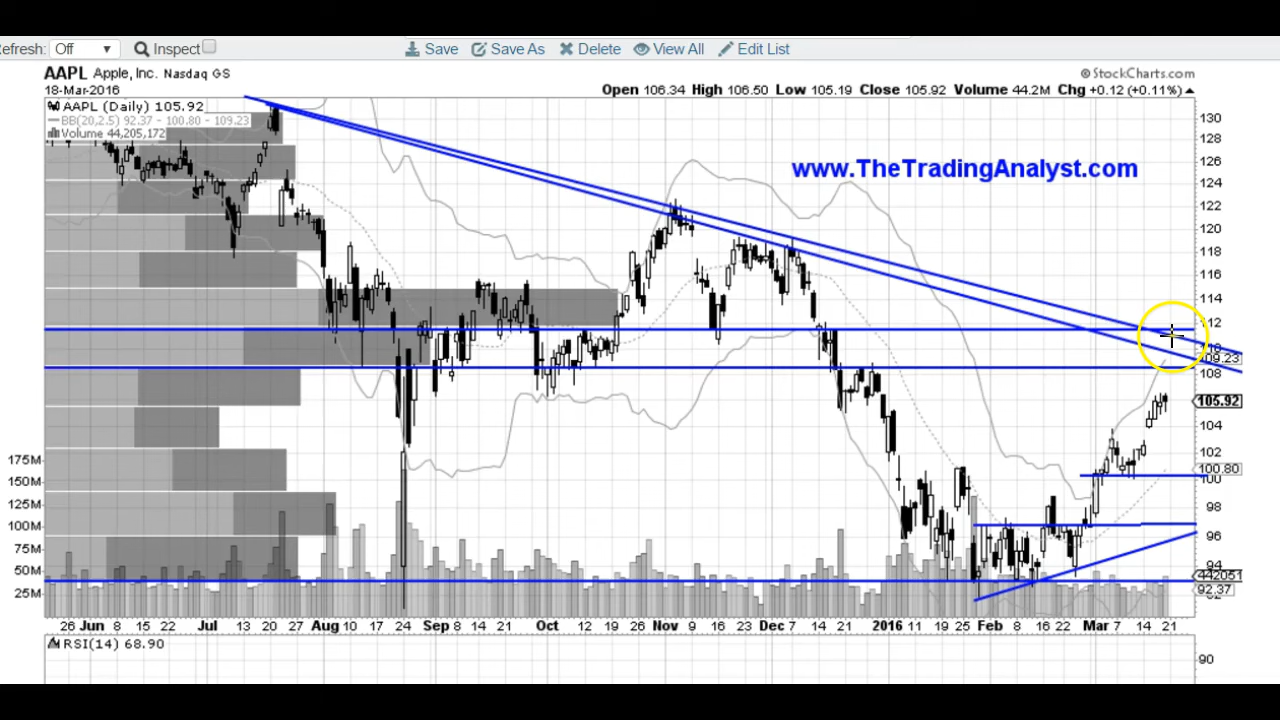 Refresh: Off ▼ Inspect Save Save As Delete View All Edit List
AAPL Apple, Inc. Nasdaq GS ©StockCharts.com
18-Mar-2016 Open 106.34 High 106.50 Low 105.19 Close 105.92 Volume 44.2M Chg +0.12 (+0.11%) ▲
AAPL (Daily) 105.92
BB(20,2.5) 92.37 - 100.80 - 109.23
Volume 44,205,172
www.TheTradingAnalyst.com
130
128
126
124
122
120
118
116
114
112
110
109.23
108
105.92
104
102
100.80
100
98
96
94
442051
92.37
175M
150M
125M
100M
75M
50M
25M
26 Jun 8 15 22 Jul 13 20 27 Aug 10 17 24 Sep 8 14 21 Oct 12 19 26 Nov 9 16 23 Dec 7 14 21 2016 11 19 25 Feb 8 16 22 Mar 7 14 21
RSI(14) 68.90
90